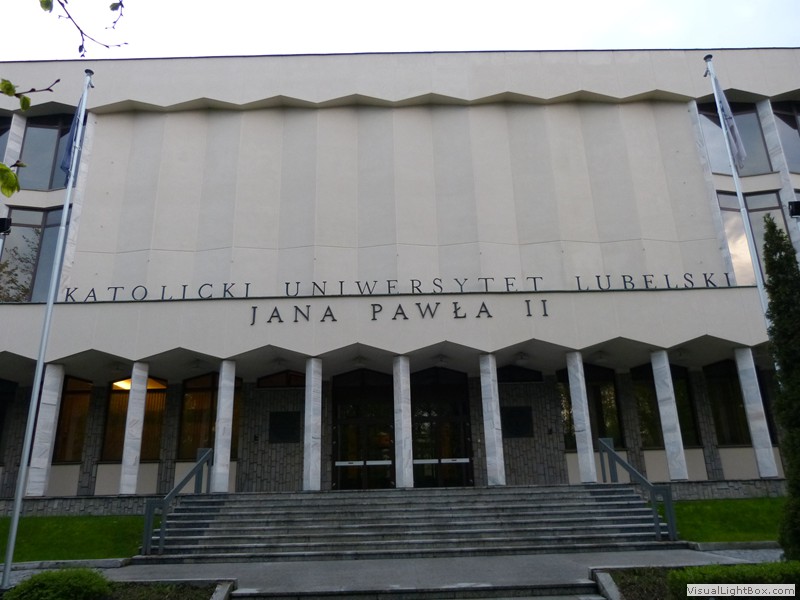 KATOLICKI UNIWERSYTET LUBELSKI
JANA PAWŁA II
VisualLightBox.com